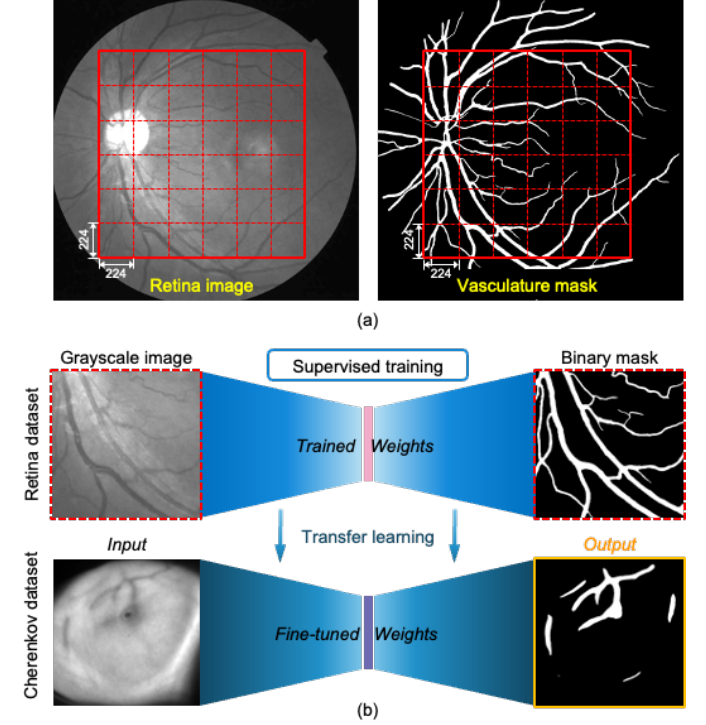 224
224
Retina image
224
224
Vasculature mask
(a)
Grayscale image
Supervised training
Binary mask
Retina dataset
Trained Weights
Transfer learning
Input
Output
Cherenkov dataset
Fine-tuned Weights
(b)